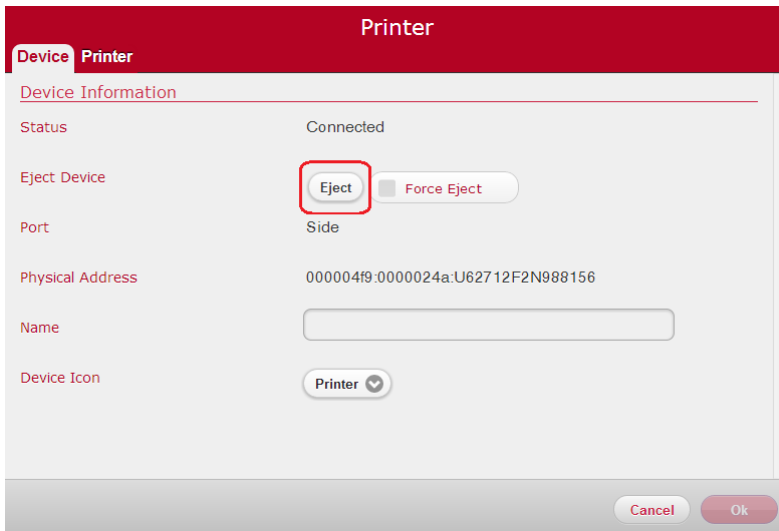 Printer
Device Printer
Device Information
Status Connected
Eject Device Eject Force Eject
Port Side
Physical Address 000004f9:0000024a:U62712F2N988156
Name
Device Icon Printer
Cancel Ok